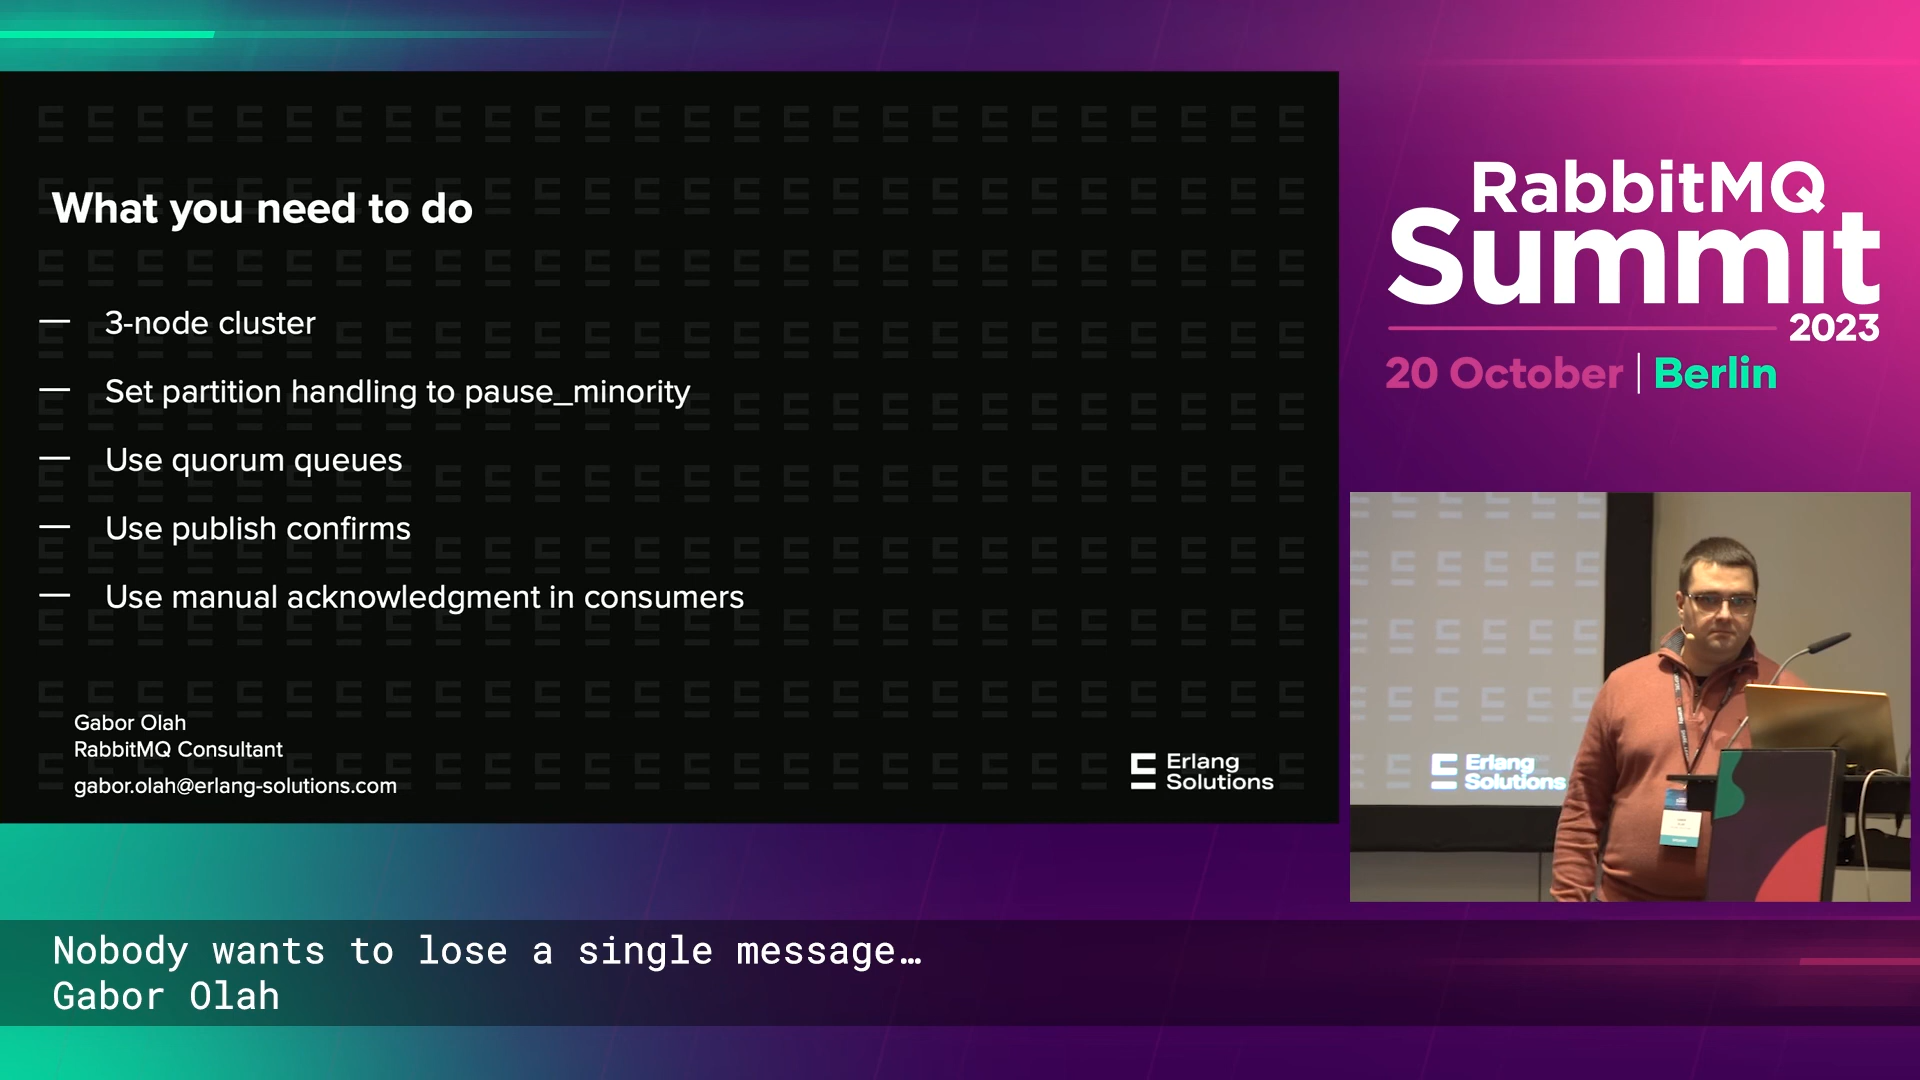 What you need to do
— 3-node cluster
— Set partition handling to pause_minority
— Use quorum queues
— Use publish confirms
— Use manual acknowledgment in consumers
Gabor Olah
RabbitMQ Consultant
gabor.olah@erlang-solutions.com
Erlang
Solutions
RabbitMQ
Summit
2023
20 October | Berlin
Erlang
Solutions
Nobody wants to lose a single message…
Gabor Olah